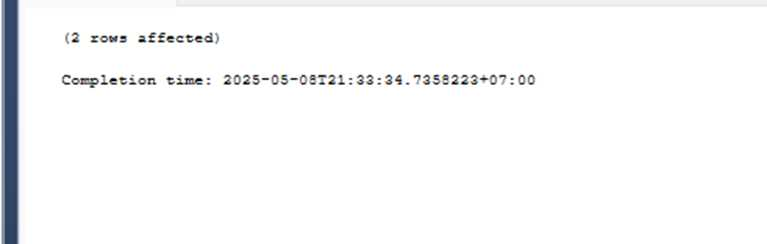 (2 rows affected)
Completion time: 2025-05-08T21:33:34.7358223+07:00